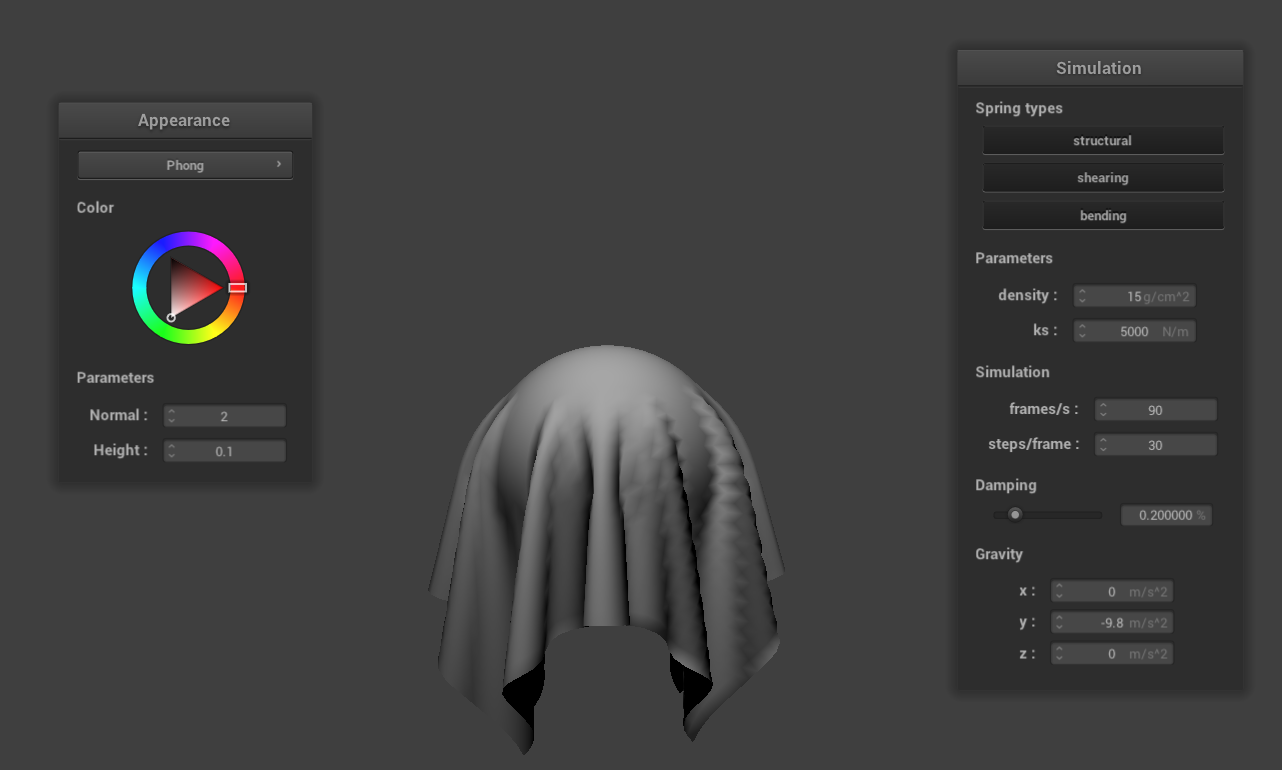 Appearance
Phong
Color
Parameters
Normal : 2
Height : 0.1
Simulation
Spring types
structural
shearing
bending
Parameters
density : 15 g/cm^2
ks : 5000 N/m
Simulation
frames/s : 90
steps/frame : 30
Damping
0.200000 %
Gravity
x : 0 m/s^2
y : -9.8 m/s^2
z : 0 m/s^2